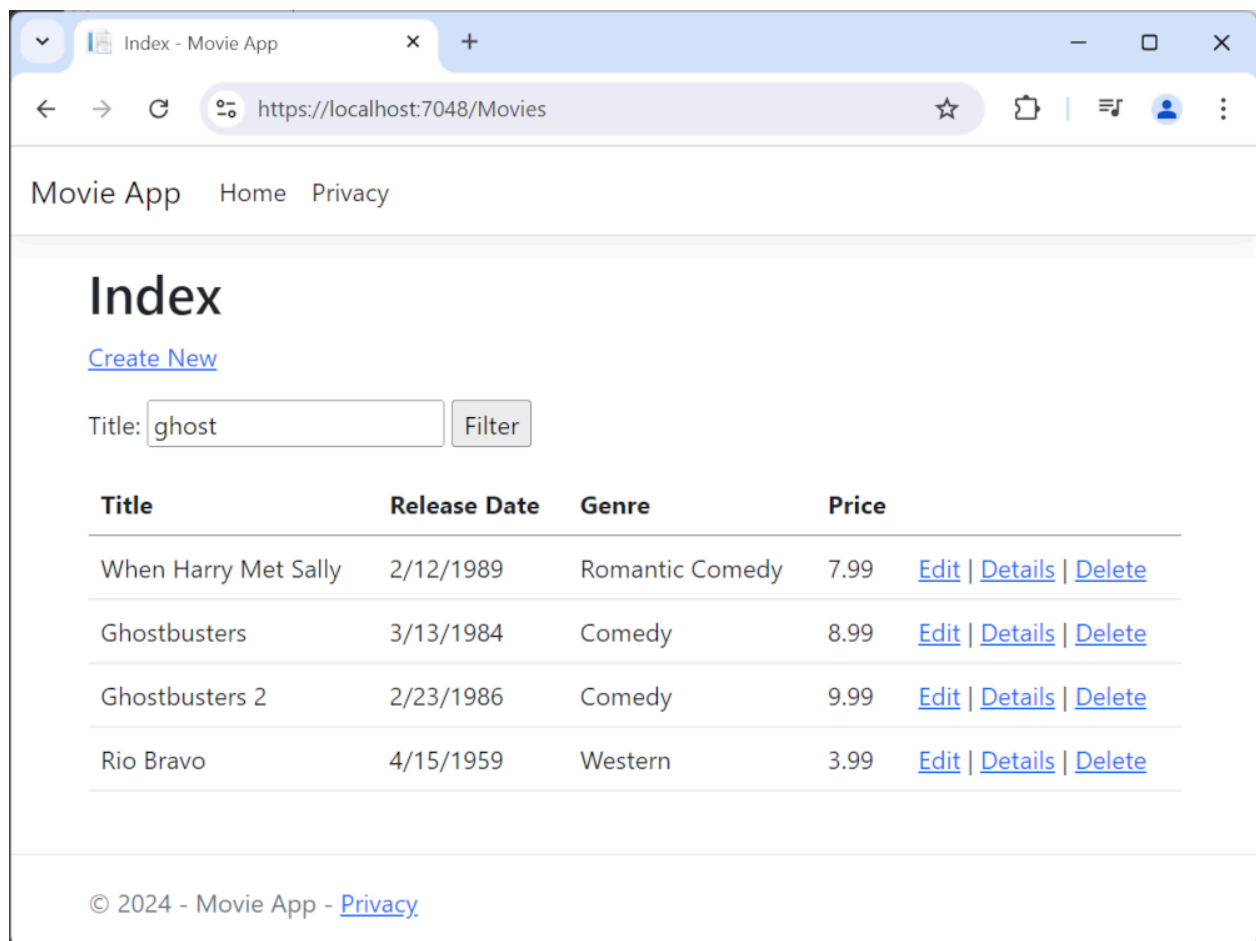 Index - Movie App
https://localhost:7048/Movies
Movie App Home Privacy
Index
Create New
Title: ghost Filter
Title Release Date Genre Price
When Harry Met Sally 2/12/1989 Romantic Comedy 7.99 Edit | Details | Delete
Ghostbusters 3/13/1984 Comedy 8.99 Edit | Details | Delete
Ghostbusters 2 2/23/1986 Comedy 9.99 Edit | Details | Delete
Rio Bravo 4/15/1959 Western 3.99 Edit | Details | Delete
© 2024 - Movie App - Privacy